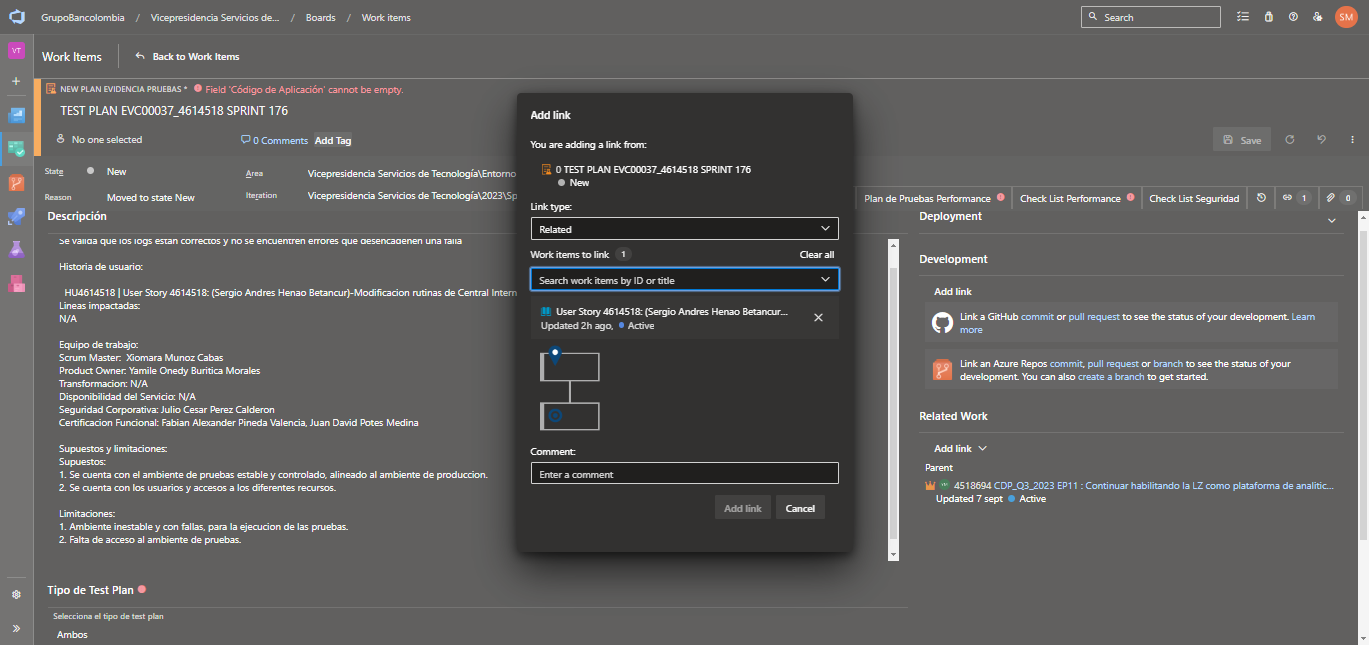 GrupoBancolombia / Vicepresidencia Servicios de... / Boards / Work items
Search
SM
VT
Work Items
Back to Work Items
NEW PLAN EVIDENCIA PRUEBAS * Field 'Código de Aplicación' cannot be empty.
TEST PLAN EVC00037_4614518 SPRINT 176
No one selected
0 Comments
Add Tag
Save
State
New
Area
Vicepresidencia Servicios de Tecnología\Entorno
Reason
Moved to state New
Iteration
Vicepresidencia Servicios de Tecnología\2023\Sp
Plan de Pruebas Performance
Check List Performance
Check List Seguridad
1
0
Descripción
Se valida que los logs estan correctos y no se encuentren errores que desencadenen una falla
Historia de usuario:
HU4614518 | User Story 4614518: (Sergio Andres Henao Betancur)-Modificacion rutinas de Central Intern
Lineas impactadas:
N/A
Equipo de trabajo:
Scrum Master: Xiomara Munoz Cabas
Product Owner: Yamile Onedy Buritica Morales
Transformacion: N/A
Disponibilidad del Servicio: N/A
Seguridad Corporativa: Julio Cesar Perez Calderon
Certificacion Funcional: Fabian Alexander Pineda Valencia, Juan David Potes Medina
Supuestos y limitaciones:
Supuestos:
1. Se cuenta con el ambiente de pruebas estable y controlado, alineado al ambiente de produccion.
2. Se cuenta con los usuarios y accesos a los diferentes recursos.
Limitaciones:
1. Ambiente inestable y con fallas, para la ejecucion de las pruebas.
2. Falta de acceso al ambiente de pruebas.
Tipo de Test Plan
Selecciona el tipo de test plan
Ambos
Add link
You are adding a link from:
0 TEST PLAN EVC00037_4614518 SPRINT 176
New
Link type:
Related
Work items to link 1
Clear all
Search work items by ID or title
User Story 4614518: (Sergio Andres Henao Betancur...
Updated 2h ago, Active
Comment:
Enter a comment
Add link
Cancel
Deployment
Development
Add link
Link a GitHub commit or pull request to see the status of your development. Learn
more
Link an Azure Repos commit, pull request or branch to see the status of your
development. You can also create a branch to get started.
Related Work
Add link
Parent
4518694 CDP_Q3_2023 EP11 : Continuar habilitando la LZ como plataforma de analitic...
Updated 7 sept Active